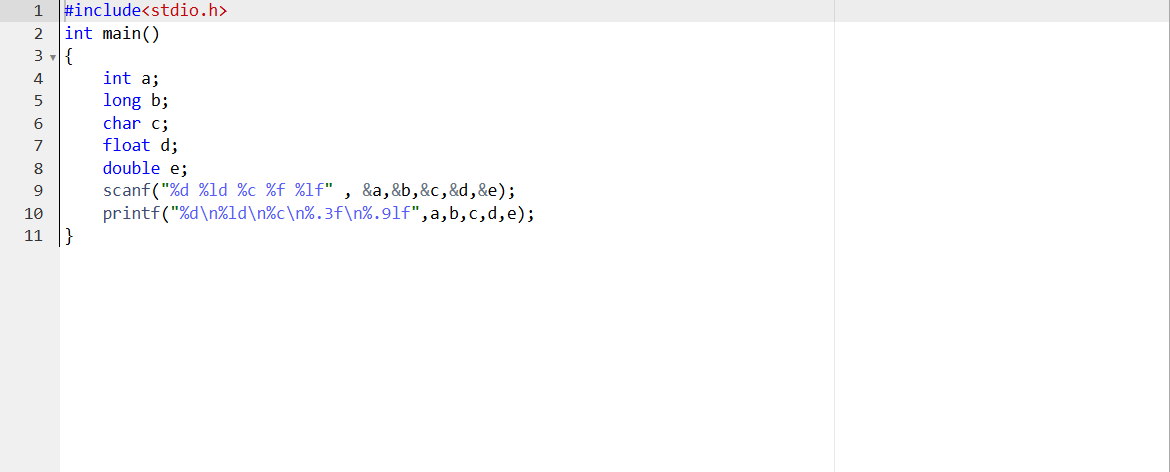 1 #include<stdio.h>
2 int main()
3 {
4     int a;
5     long b;
6     char c;
7     float d;
8     double e;
9     scanf("%d %ld %c %f %lf" , &a,&b,&c,&d,&e);
10     printf("%d\n%ld\n%c\n%.3f\n%.9lf",a,b,c,d,e);
11 }